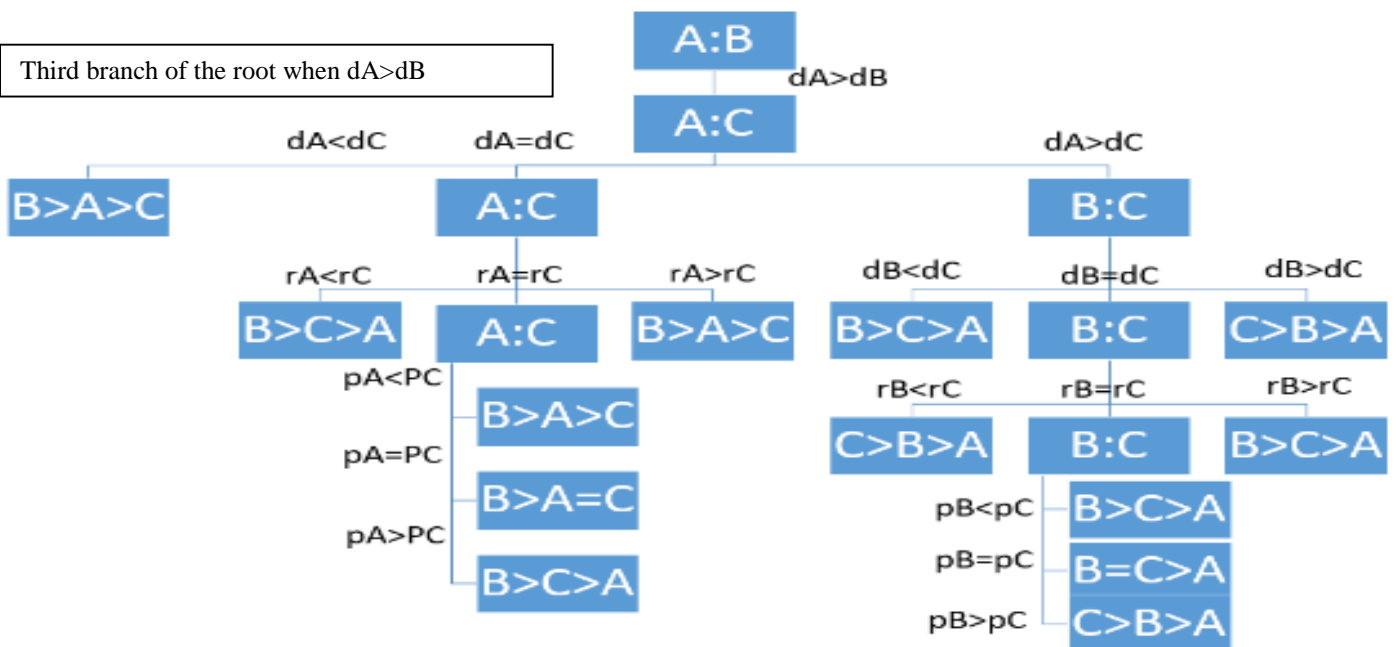 A:B
Third branch of the root when dA>dB
dA>dB
A:C
dA<dC dA=dC dA>dC
B>A>C A:C B:C
rA<rC rA=rC rA>rC dB<dC dB=dC dB>dC
B>C>A A:C B>A>C B>C>A B:C C>B>A
pA<PC
B>A>C
pA=PC
B>A=C
pA>PC
B>C>A
rB<rC rB=rC rB>rC
C>B>A B:C B>C>A
pB<pC B>C>A
pB=pC B=C>A
pB>pC C>B>A